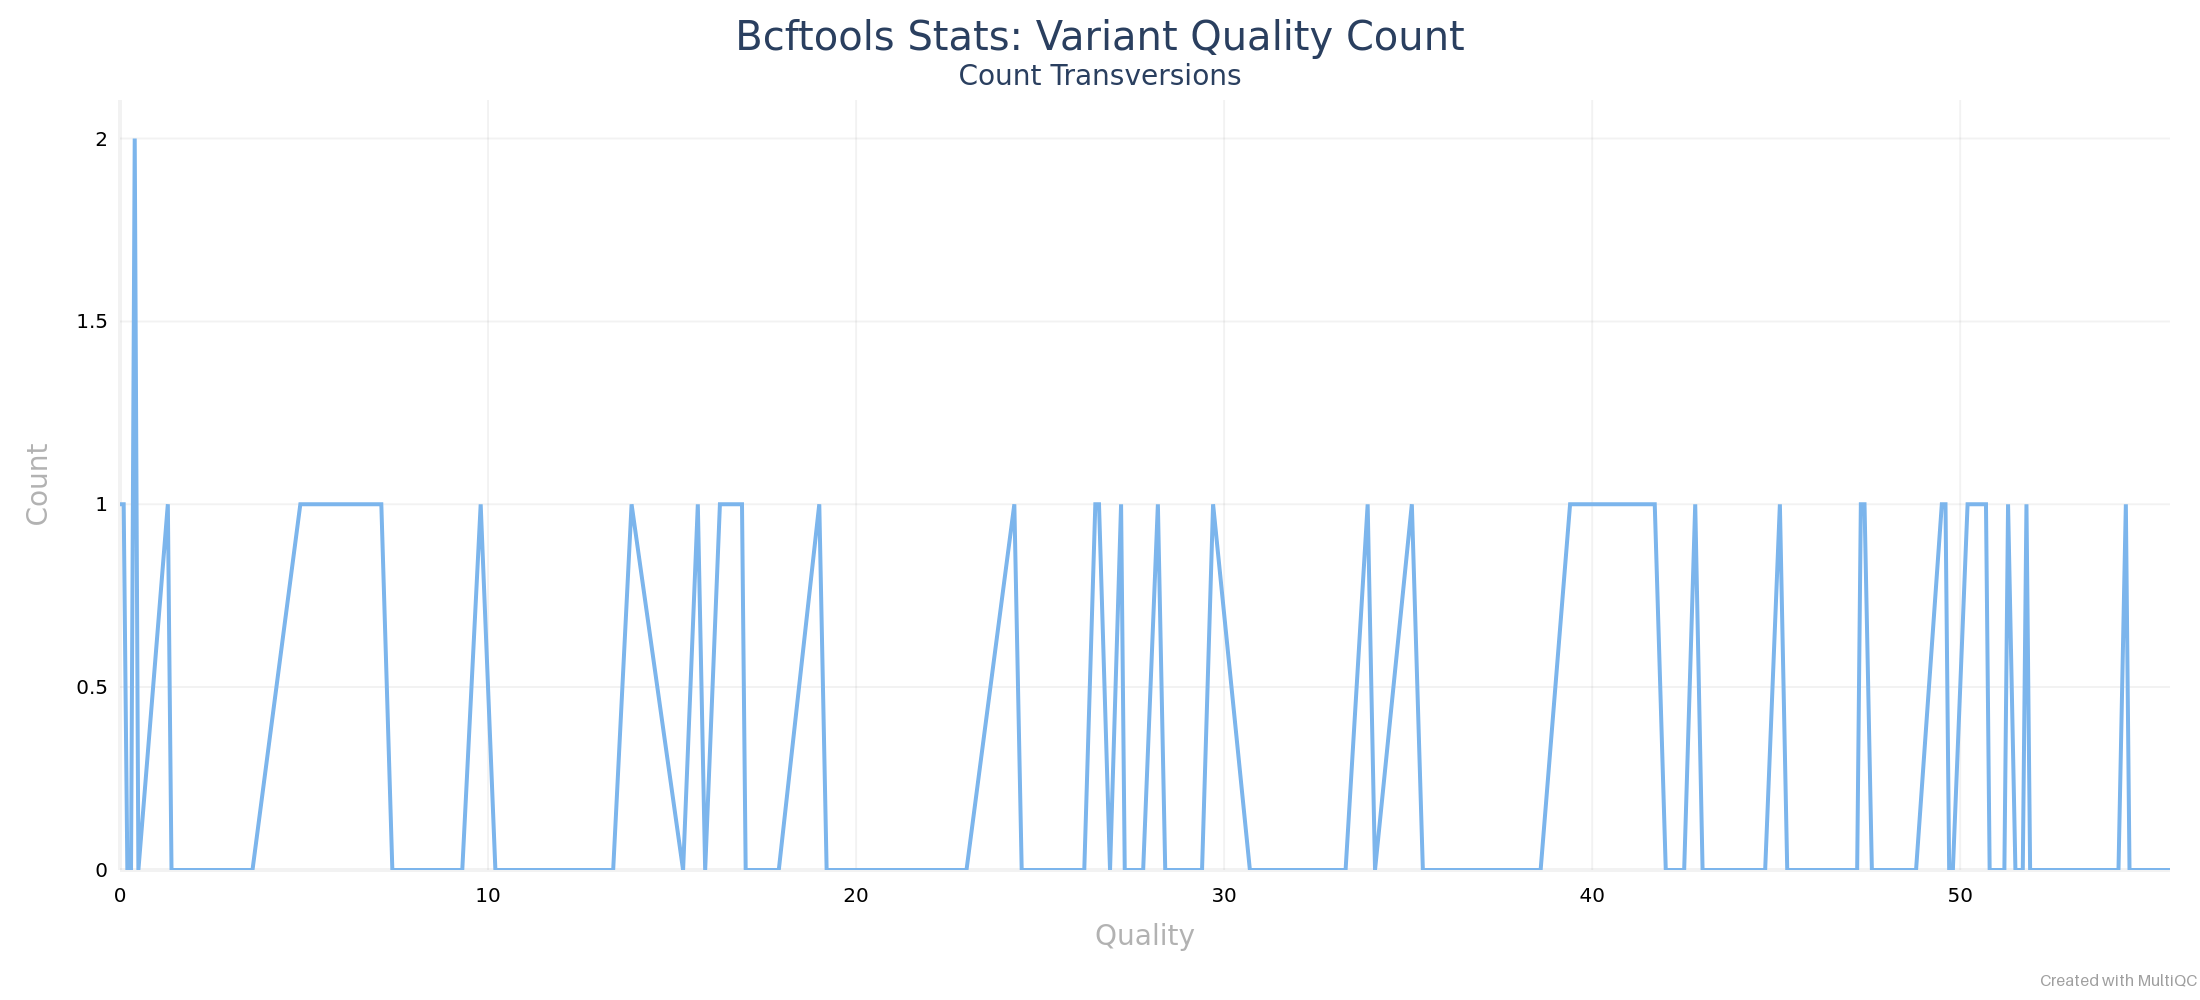 Bcftools Stats: Variant Quality Count
Count Transversions
2
1.5
1
0.5
0
Count
0 10 20 30 40 50
Quality
Created with MultiQC